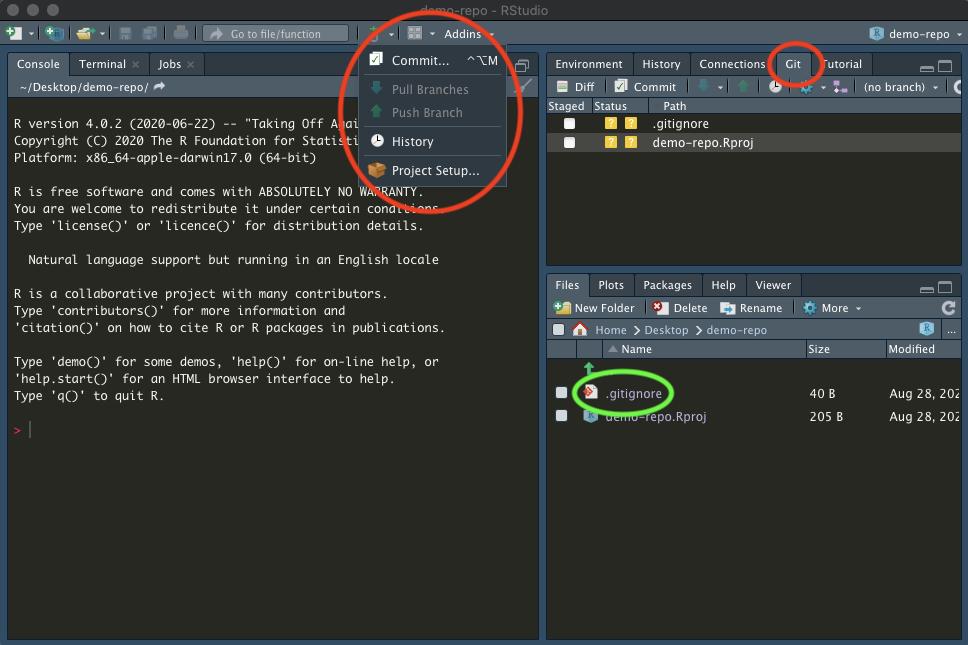 demo-repo - RStudio
Go to file/function
Addins
demo-repo
Console
Terminal
Jobs
~/Desktop/demo-repo/
R version 4.0.2 (2020-06-22) -- "Taking Off Agai
Copyright (C) 2020 The R Foundation for Statisti
Platform: x86_64-apple-darwin17.0 (64-bit)
R is free software and comes with ABSOLUTELY NO WARRANTY.
You are welcome to redistribute it under certain conditions.
Type 'license()' or 'licence()' for distribution details.
Natural language support but running in an English locale
R is a collaborative project with many contributors.
Type 'contributors()' for more information and
'citation()' on how to cite R or R packages in publications.
Type 'demo()' for some demos, 'help()' for on-line help, or
'help.start()' for an HTML browser interface to help.
Type 'q()' to quit R.
>
Commit... ^⌥M
Pull Branches
Push Branch
History
Project Setup...
Environment
History
Connections
Git
Tutorial
Diff
Commit
(no branch)
Staged Status Path
? ? .gitignore
? ? demo-repo.Rproj
Files
Plots
Packages
Help
Viewer
New Folder
Delete
Rename
More
Home > Desktop > demo-repo
...
Name Size Modified
.gitignore 40 B Aug 28, 202
demo-repo.Rproj 205 B Aug 28, 202